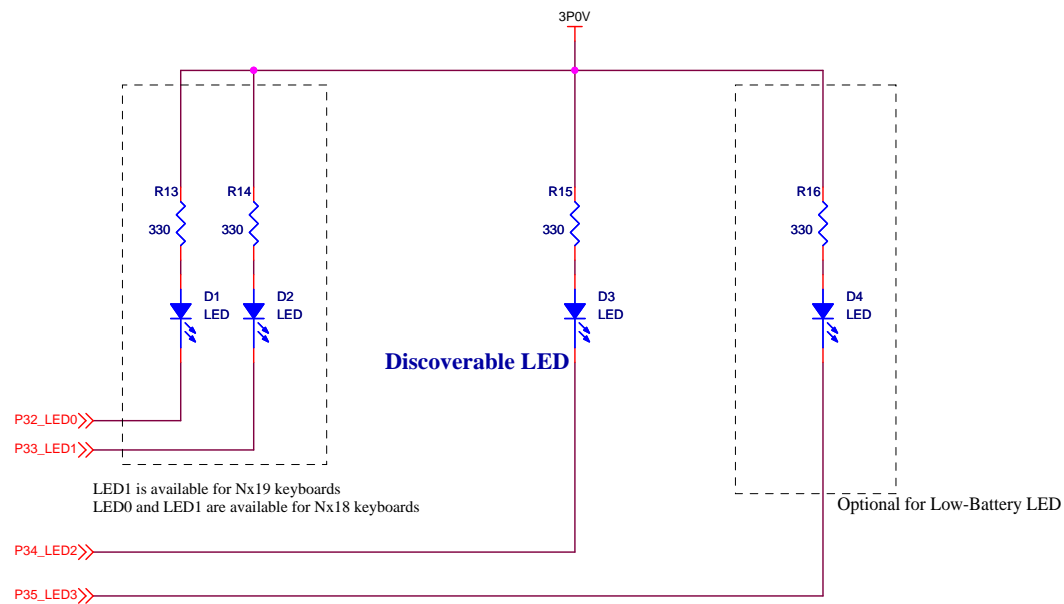 3P0V
R13
330
R14
330
R15
330
R16
330
D1
LED
D2
LED
D3
LED
D4
LED
Discoverable LED
P32_LED0
P33_LED1
LED1 is available for Nx19 keyboards
LED0 and LED1 are available for Nx18 keyboards
Optional for Low-Battery LED
P34_LED2
P35_LED3